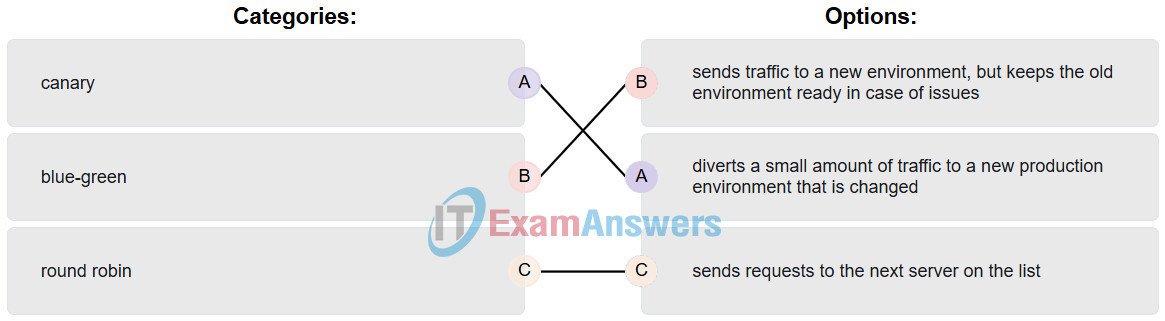 Categories:
Options:
canary
A
B
sends traffic to a new environment, but keeps the old
environment ready in case of issues
blue-green
B
A
diverts a small amount of traffic to a new production
environment that is changed
ITExamAnswers
round robin
C
C
sends requests to the next server on the list